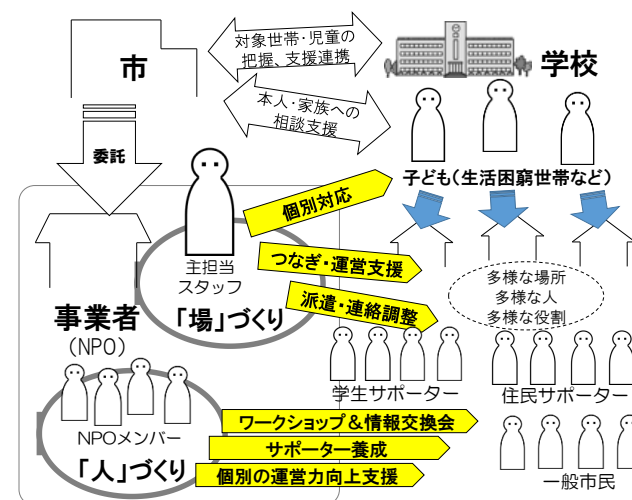 市
対象世帯・児童の
把握、支援連携
学校
本人・家族への
相談支援
委託
子ども（生活困窮世帯など）
個別対応
主担当
スタッフ
つなぎ・運営支援
派遣・連絡調整
「場」づくり
事業者
（NPO）
多様な場所
多様な人
多様な役割
学生サポーター
住民サポーター
NPOメンバー
「人」づくり
ワークショップ＆情報交換会
サポーター養成
個別の運営力向上支援
一般市民